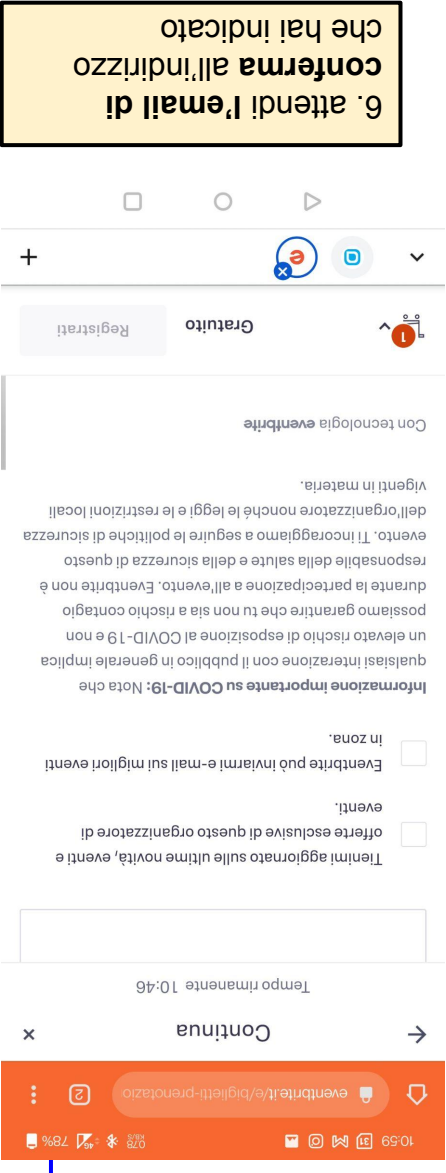 10:59
31
0,78
KB/S
4G+
78%
eventbrite.it/e/biglietti-prenotazio
2
Continua
Tempo rimanente 10:46
Tienimi aggiornato sulle ultime novità, eventi e
offerte esclusive di questo organizzatore di
eventi.
Eventbrite può inviarmi e-mail sui migliori eventi
in zona.
Informazione importante su COVID-19: Nota che
qualsiasi interazione con il pubblico in generale implica
un elevato rischio di esposizione al COVID-19 e non
possiamo garantire che tu non sia a rischio contagio
durante la partecipazione a all'evento. Eventbrite non è
responsabile della salute e della sicurezza di questo
evento. Ti incoraggiamo a seguire le politiche di sicurezza
dell'organizzatore nonché le leggi e le restrizioni locali
vigenti in materia.
Con tecnologia eventbrite
1
Gratuito
Registrati
6. attendi l'email di
conferma all'indirizzo
che hai indicato